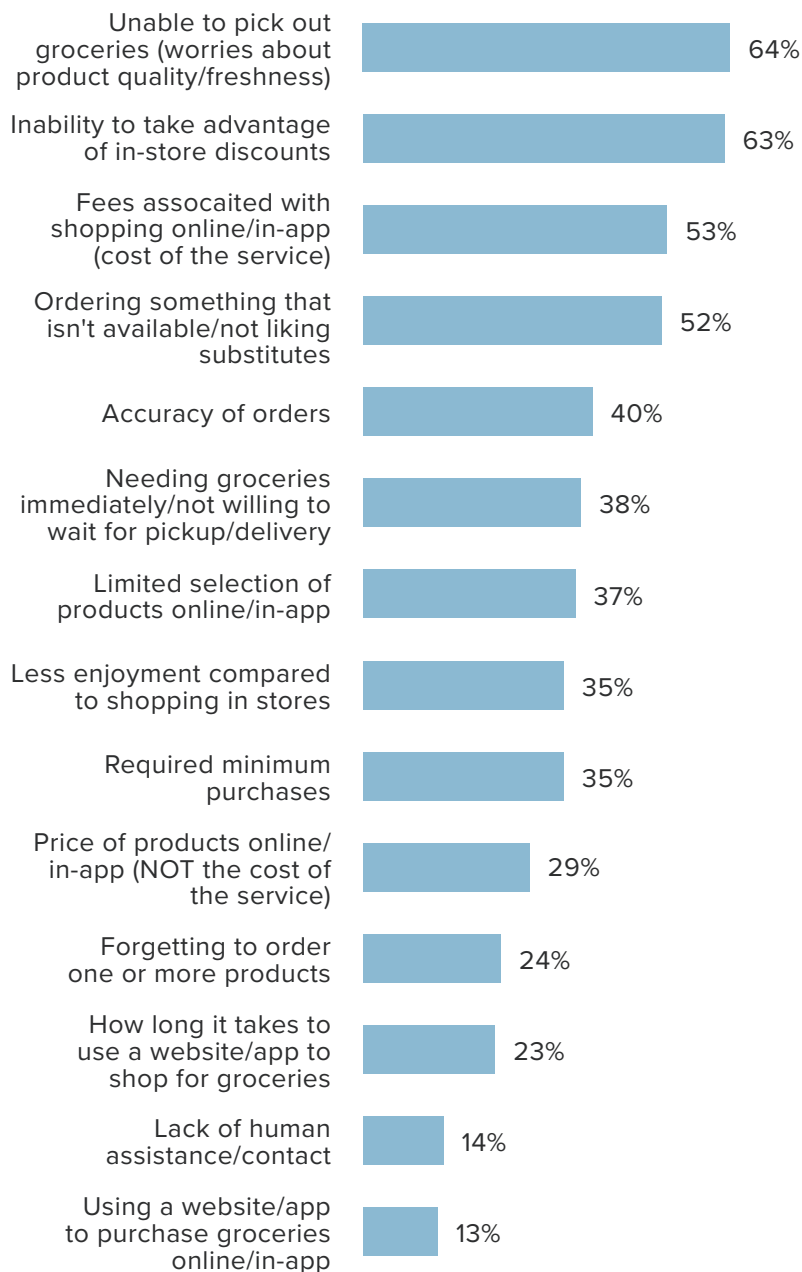 Unable to pick out
groceries (worries about
product quality/freshness)
64%
Inability to take advantage
of in-store discounts
63%
Fees assocaited with
shopping online/in-app
(cost of the service)
53%
Ordering something that
isn't available/not liking
substitutes
52%
Accuracy of orders
40%
Needing groceries
immediately/not willing to
wait for pickup/delivery
38%
Limited selection of
products online/in-app
37%
Less enjoyment compared
to shopping in stores
35%
Required minimum
purchases
35%
Price of products online/
in-app (NOT the cost of
the service)
29%
Forgetting to order
one or more products
24%
How long it takes to
use a website/app to
shop for groceries
23%
Lack of human
assistance/contact
14%
Using a website/app
to purchase groceries
online/in-app
13%